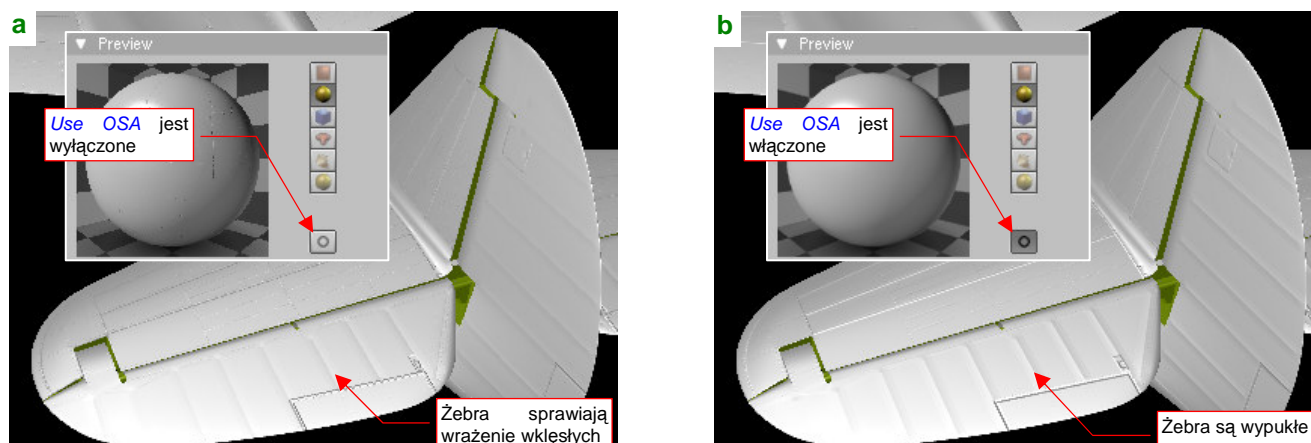 a
Preview
Use OSA jest
wyłączone
Żebra sprawiają
wrażenie wklęsłych
b
Preview
Use OSA jest
włączone
Żebra są wypukłe